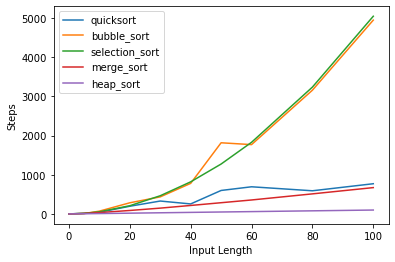 quicksort
bubble_sort
selection_sort
merge_sort
heap_sort
5000
4000
3000
2000
1000
0
Steps
0 20 40 60 80 100
Input Length